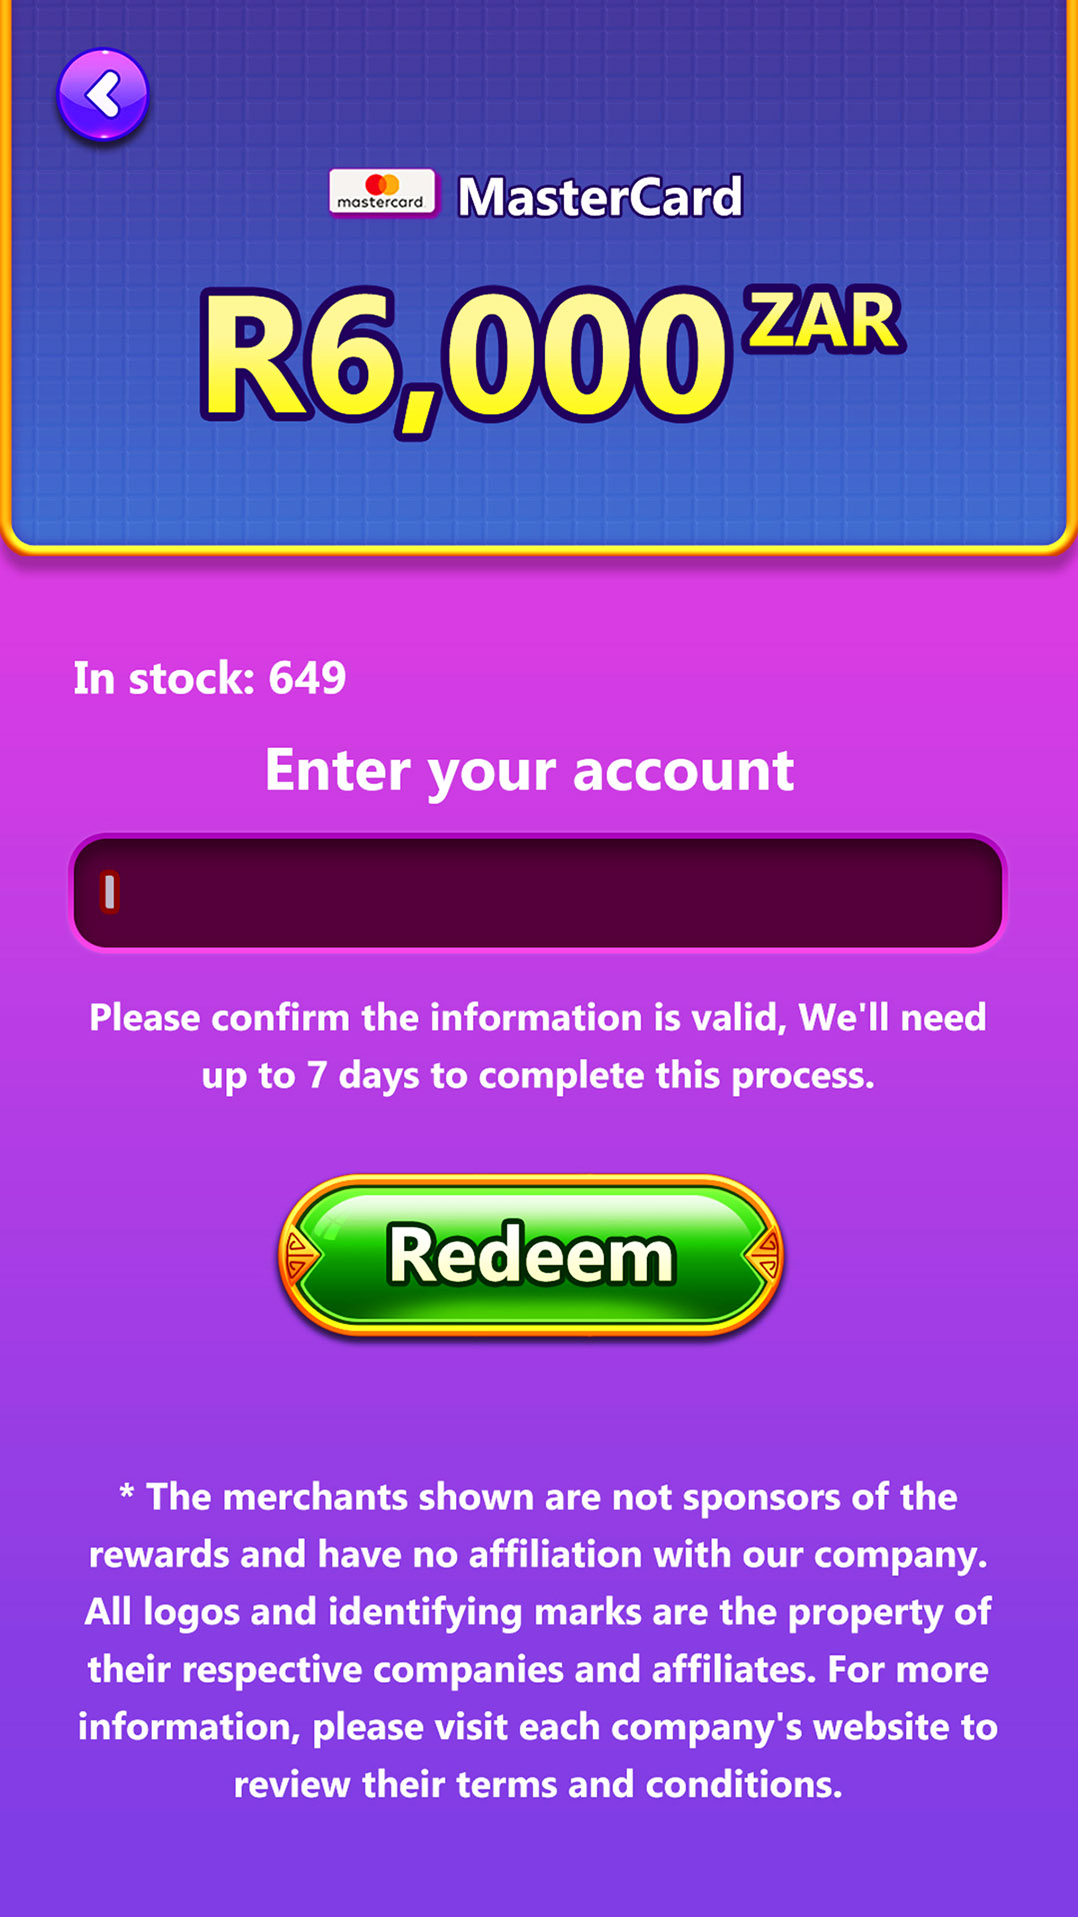 mastercard
MasterCard
R6,000 ZAR
In stock: 649
Enter your account
Please confirm the information is valid, We'll need
up to 7 days to complete this process.
Redeem
* The merchants shown are not sponsors of the
rewards and have no affiliation with our company.
All logos and identifying marks are the property of
their respective companies and affiliates. For more
information, please visit each company's website to
review their terms and conditions.